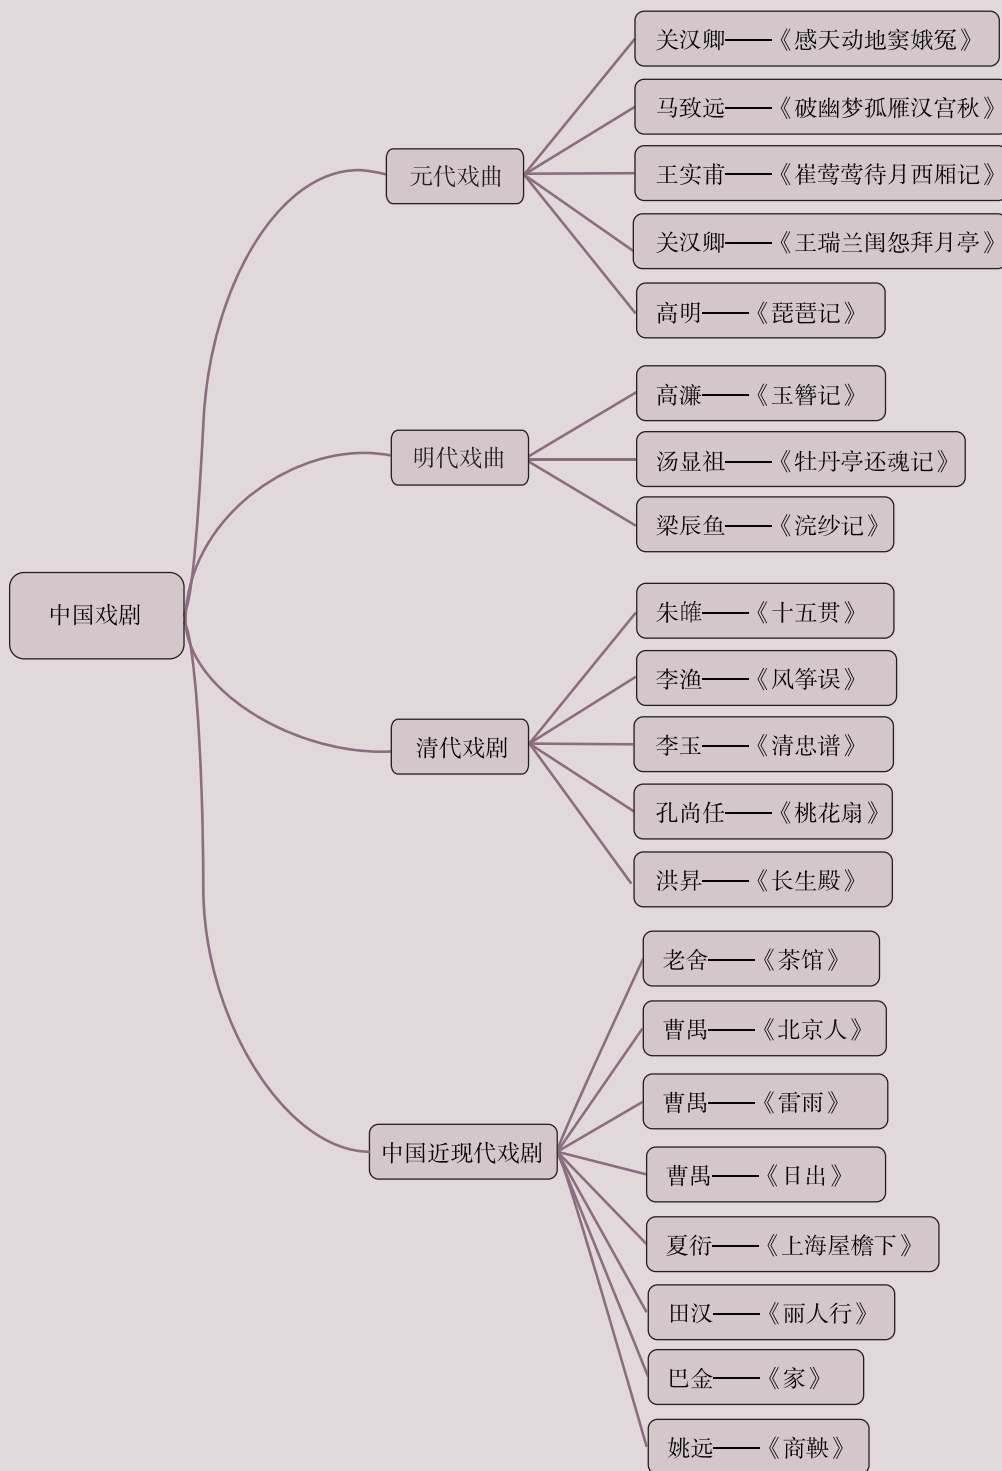 中国戏剧
元代戏曲
关汉卿——《感天动地窦娥冤》
马致远——《破幽梦孤雁汉宫秋》
王实甫——《崔莺莺待月西厢记》
关汉卿——《王瑞兰闺怨拜月亭》
高明——《琵琶记》
明代戏曲
高濂——《玉簪记》
汤显祖——《牡丹亭还魂记》
梁辰鱼——《浣纱记》
清代戏剧
朱㿥——《十五贯》
李渔——《风筝误》
李玉——《清忠谱》
孔尚任——《桃花扇》
洪昇——《长生殿》
中国近现代戏剧
老舍——《茶馆》
曹禺——《北京人》
曹禺——《雷雨》
曹禺——《日出》
夏衍——《上海屋檐下》
田汉——《丽人行》
巴金——《家》
姚远——《商鞅》